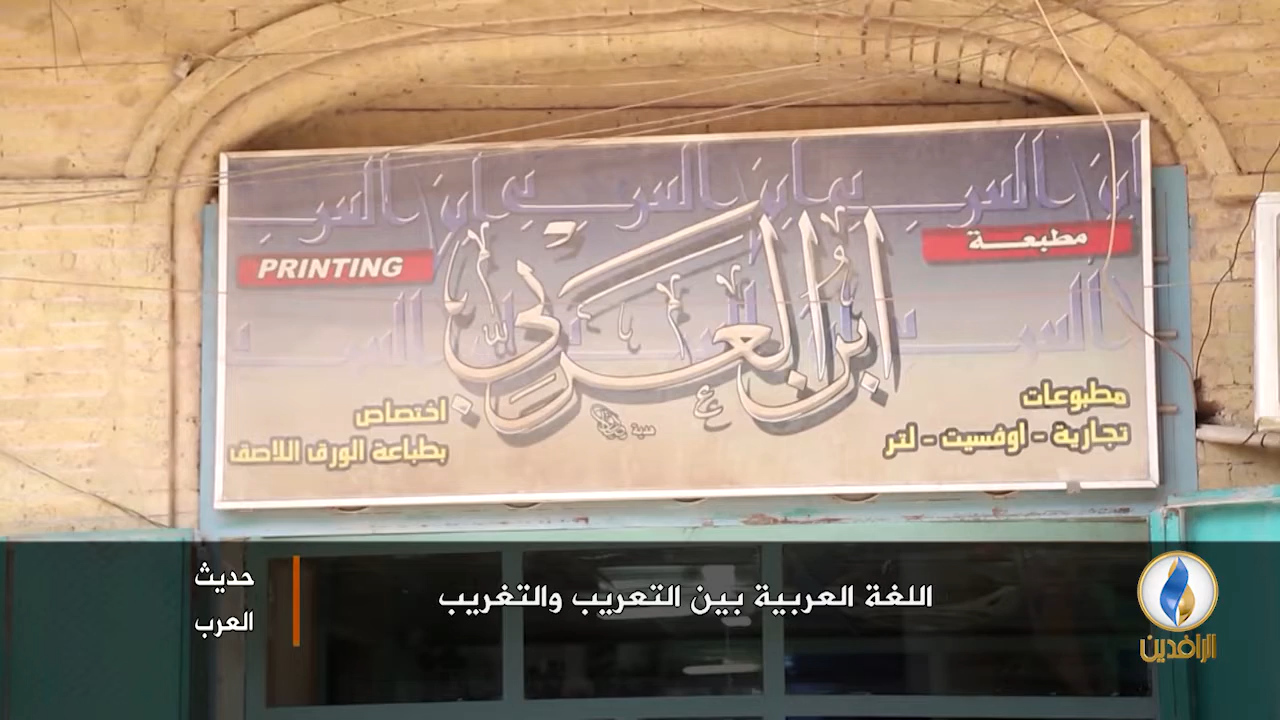 مطبعـــة
PRINTING
ابن العربي
مطبوعات
تجارية - اوفسيت - لتر
اختصاص
بطباعة الورق اللاصق
اللغة العربية بين التعريب والتغريب
حديث
العرب
الرافدين